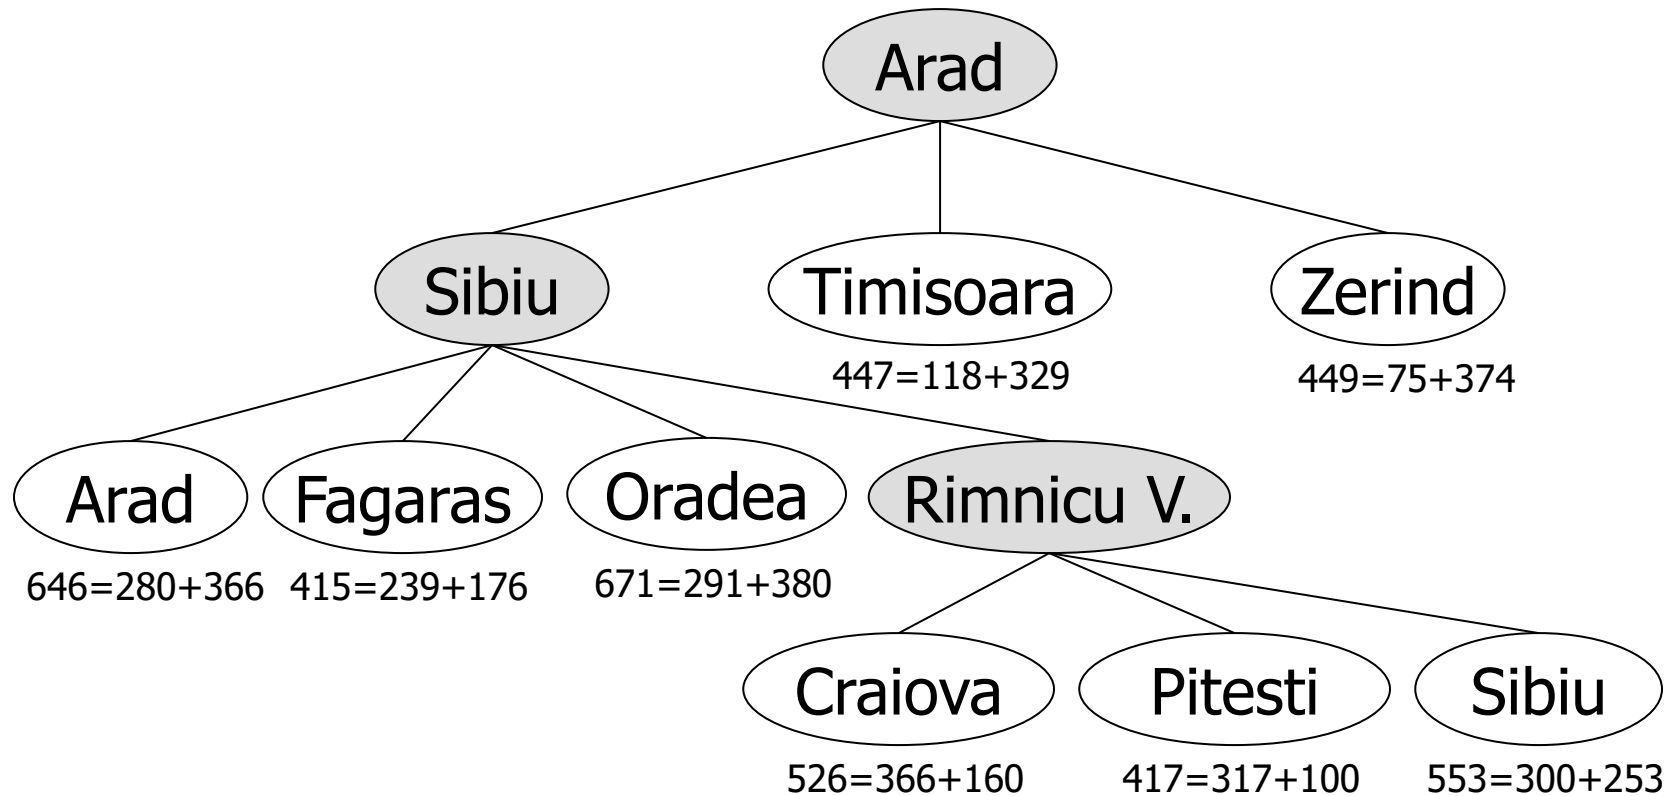 Arad
Sibiu
Timisoara
Zerind
447=118+329
449=75+374
Arad
Fagaras
Oradea
Rimnicu V.
646=280+366
415=239+176
671=291+380
Craiova
Pitesti
Sibiu
526=366+160
417=317+100
553=300+253